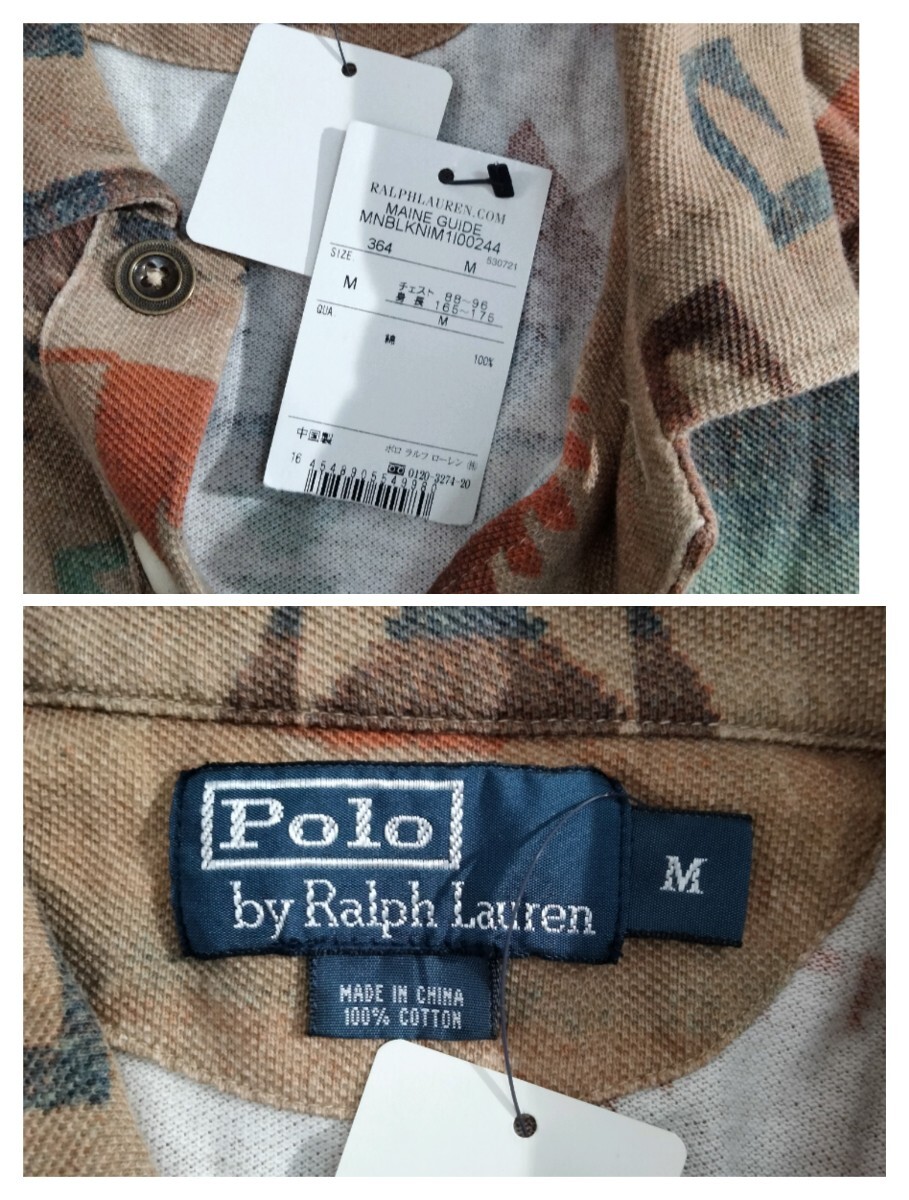 RALPHLAUREN.COM
MAINE GUIDE
MNBLKNIM1I00244
364 M 530721
SIZE
M チェスト 88~96
身長 165~175
M
QUA
綿 100%
中国製 ポロ ラルフ ローレン ㈱
0120-3274-20
16
Polo
by Ralph Lauren
M
MADE IN CHINA
100% COTTON